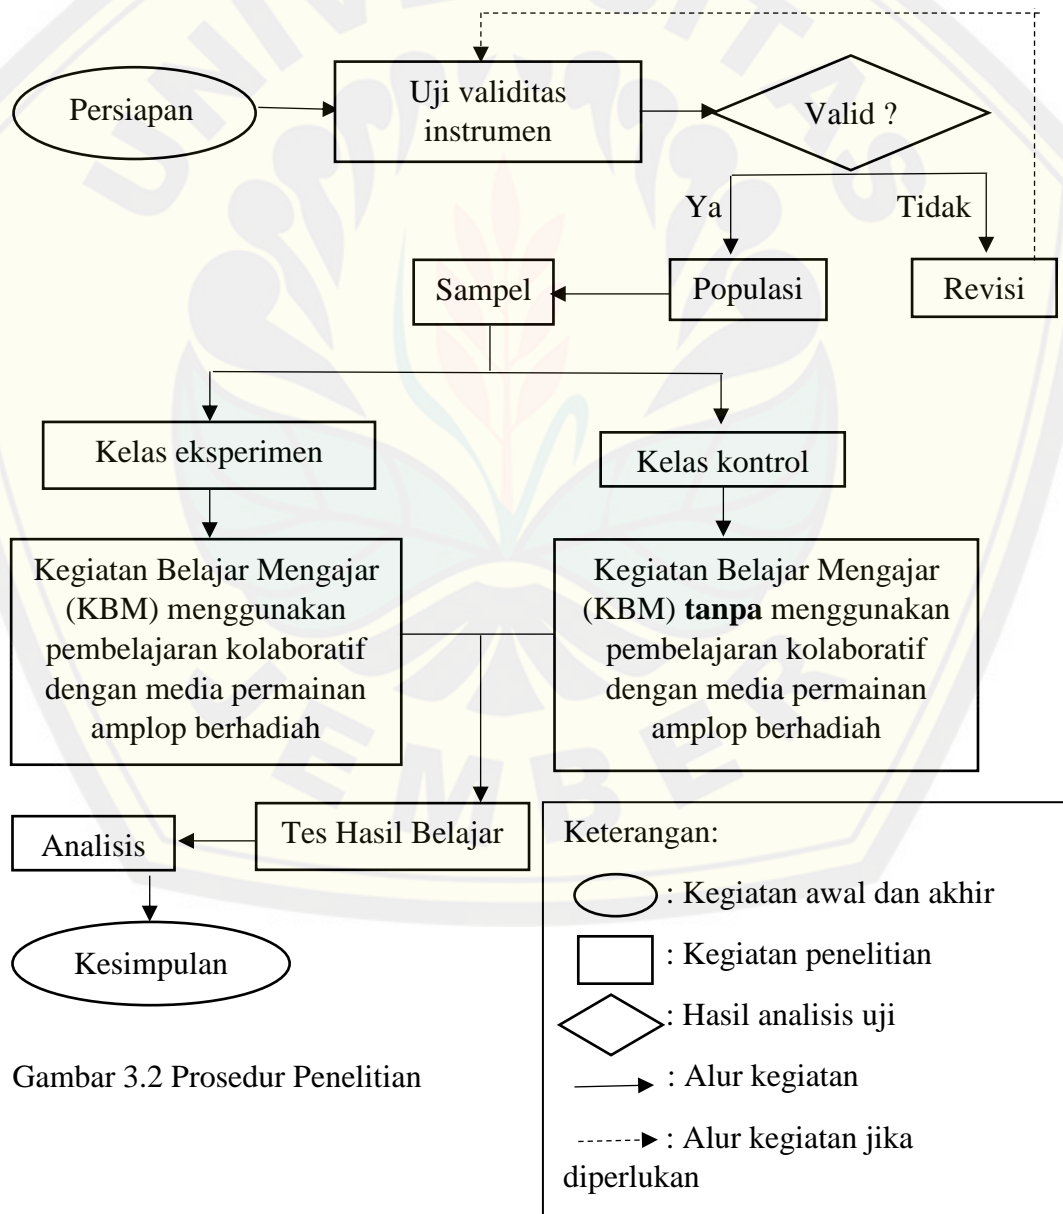 UNIVERSITAS
Persiapan
Uji validitas
instrumen
Valid ?
Ya
Tidak
Sampel
Populasi
Revisi
Kelas eksperimen
Kelas kontrol
Kegiatan Belajar Mengajar
(KBM) menggunakan
pembelajaran kolaboratif
dengan media permainan
amplop berhadiah
Kegiatan Belajar Mengajar
(KBM) tanpa menggunakan
pembelajaran kolaboratif
dengan media permainan
amplop berhadiah
JEMBER
Analisis
Tes Hasil Belajar
Kesimpulan
Keterangan:
: Kegiatan awal dan akhir
: Kegiatan penelitian
: Hasil analisis uji
: Alur kegiatan
: Alur kegiatan jika
diperlukan
Gambar 3.2 Prosedur Penelitian